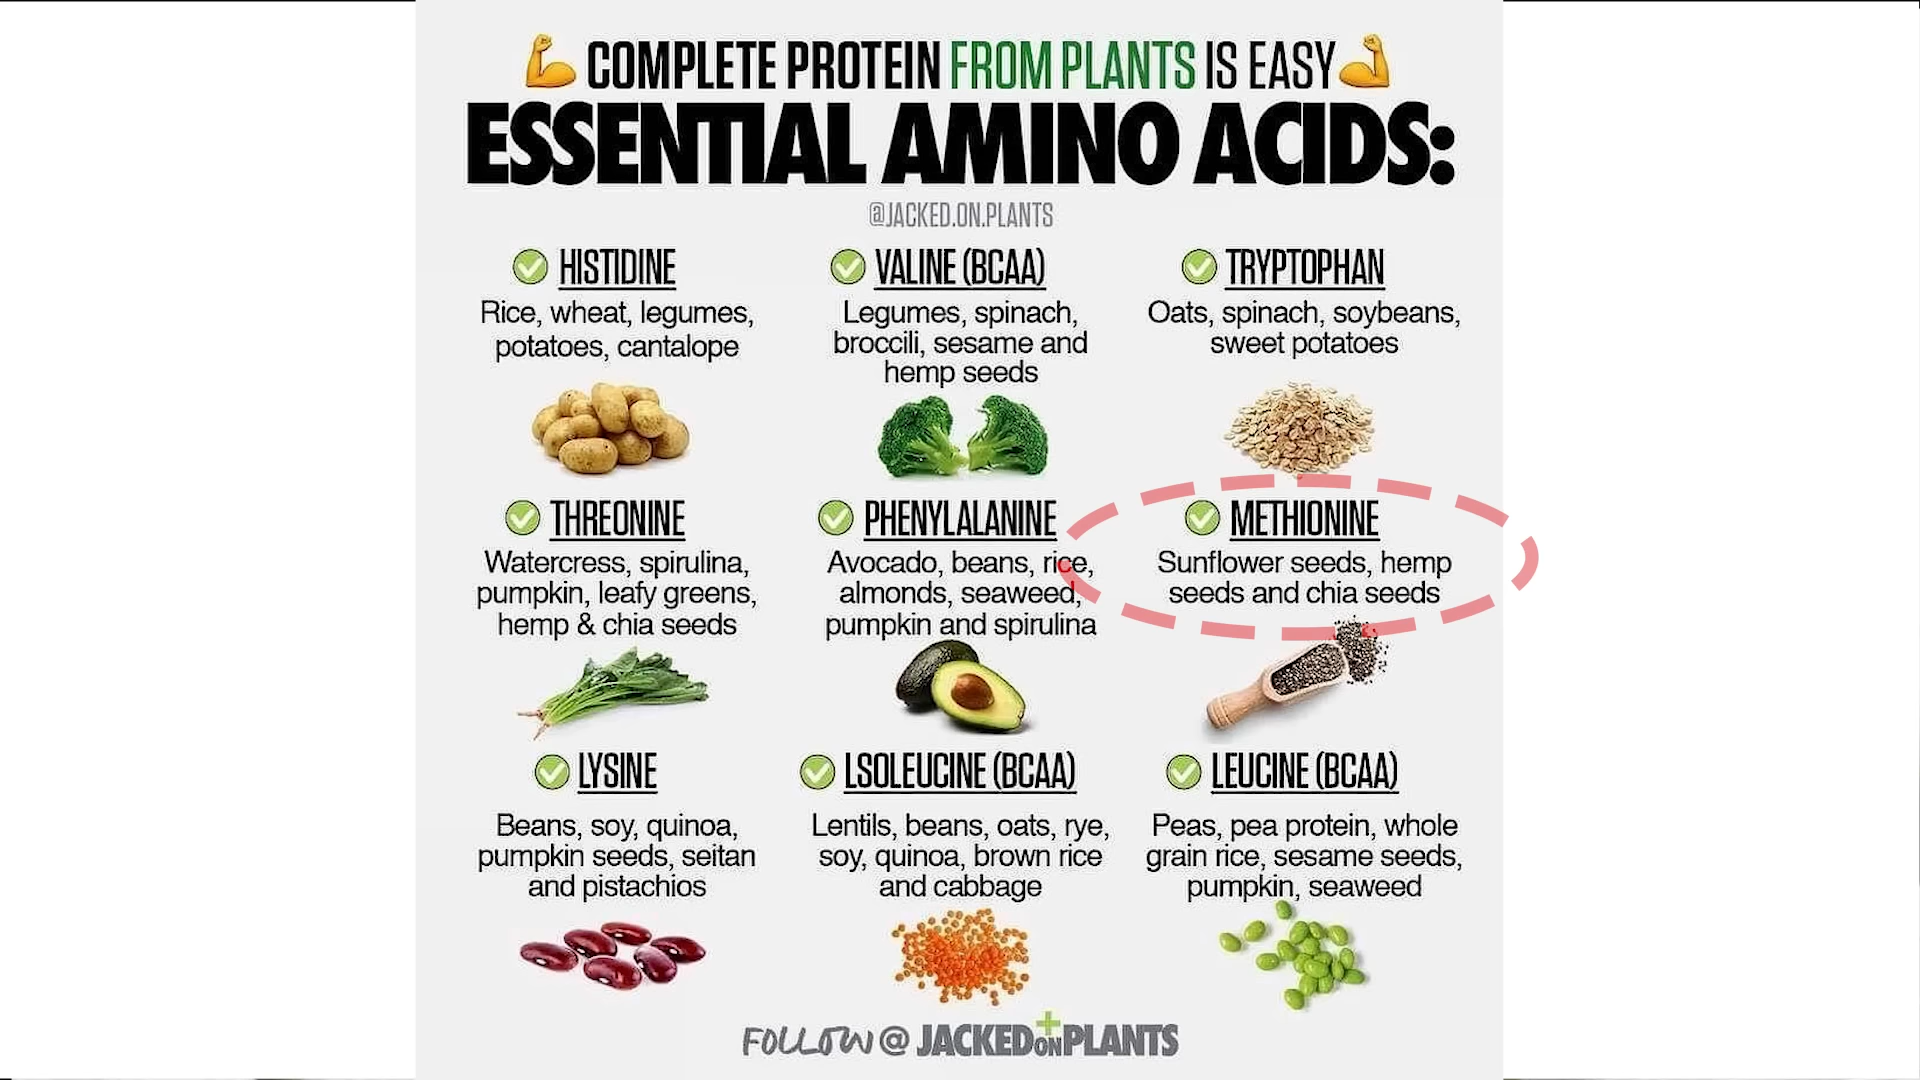 COMPLETE PROTEIN FROM PLANTS IS EASY
ESSENTIAL AMINO ACIDS:
@JACKED.ON.PLANTS
HISTIDINE
Rice, wheat, legumes,
potatoes, cantalope
VALINE (BCAA)
Legumes, spinach,
broccili, sesame and
hemp seeds
TRYPTOPHAN
Oats, spinach, soybeans,
sweet potatoes
THREONINE
Watercress, spirulina,
pumpkin, leafy greens,
hemp & chia seeds
PHENYLALANINE
Avocado, beans, rice,
almonds, seaweed,
pumpkin and spirulina
METHIONINE
Sunflower seeds, hemp
seeds and chia seeds
LYSINE
Beans, soy, quinoa,
pumpkin seeds, seitan
and pistachios
LSOLEUCINE (BCAA)
Lentils, beans, oats, rye,
soy, quinoa, brown rice
and cabbage
LEUCINE (BCAA)
Peas, pea protein, whole
grain rice, sesame seeds,
pumpkin, seaweed
FOLLOW @ JACKED ON PLANTS